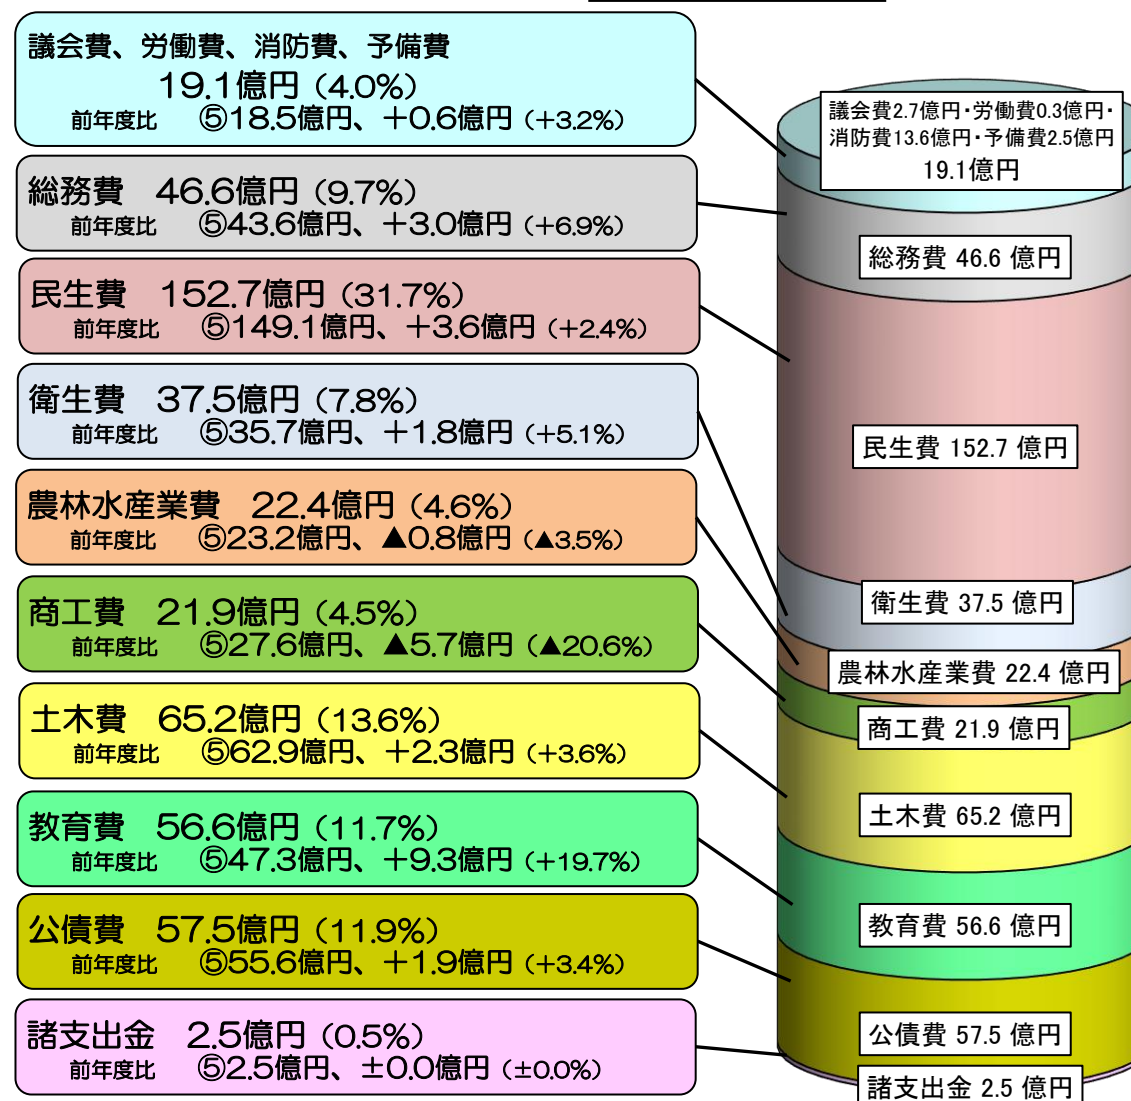 議会費、労働費、消防費、予備費
19.1億円（4.0％）
前年度比 ⑤18.5億円、＋0.6億円（＋3.2％）
総務費 46.6億円（9.7％）
前年度比 ⑤43.6億円、＋3.0億円（＋6.9％）
民生費 152.7億円（31.7％）
前年度比 ⑤149.1億円、＋3.6億円（＋2.4％）
衛生費 37.5億円（7.8％）
前年度比 ⑤35.7億円、＋1.8億円（＋5.1％）
農林水産業費 22.4億円（4.6％）
前年度比 ⑤23.2億円、▲0.8億円（▲3.5％）
商工費 21.9億円（4.5％）
前年度比 ⑤27.6億円、▲5.7億円（▲20.6％）
土木費 65.2億円（13.6％）
前年度比 ⑤62.9億円、＋2.3億円（＋3.6％）
教育費 56.6億円（11.7％）
前年度比 ⑤47.3億円、＋9.3億円（＋19.7％）
公債費 57.5億円（11.9％）
前年度比 ⑤55.6億円、＋1.9億円（＋3.4％）
諸支出金 2.5億円（0.5％）
前年度比 ⑤2.5億円、±0.0億円（±0.0％）
議会費2.7億円・労働費0.3億円・
消防費13.6億円・予備費2.5億円
19.1億円
総務費 46.6 億円
民生費 152.7 億円
衛生費 37.5 億円
農林水産業費 22.4 億円
商工費 21.9 億円
土木費 65.2 億円
教育費 56.6 億円
公債費 57.5 億円
諸支出金 2.5 億円